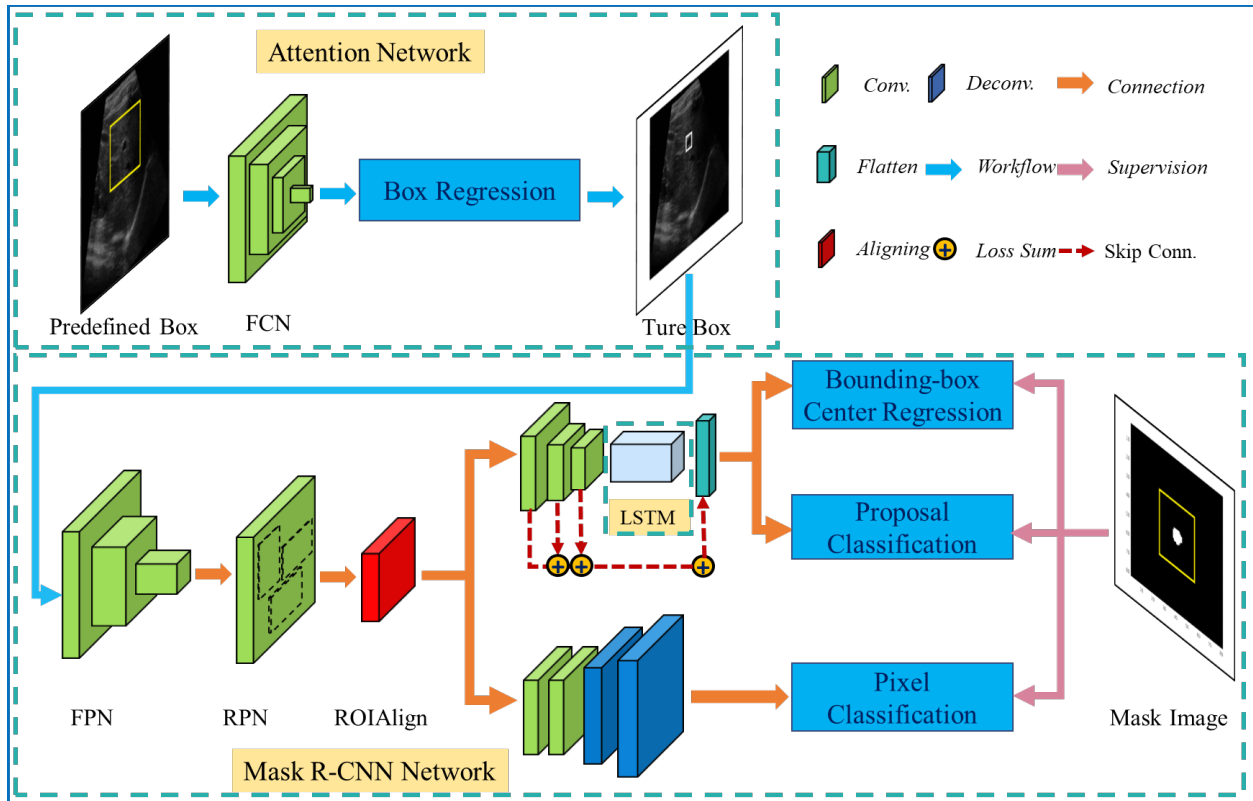 Attention Network
Box Regression
Predefined Box
FCN
Ture Box
Conv.
Deconv.
Connection
Flatten
Workflow
Supervision
Aligning
Loss Sum
Skip Conn.
Bounding-box
Center Regression
LSTM
Proposal
Classification
FPN
RPN
ROIAlign
Pixel
Classification
Mask Image
Mask R-CNN Network